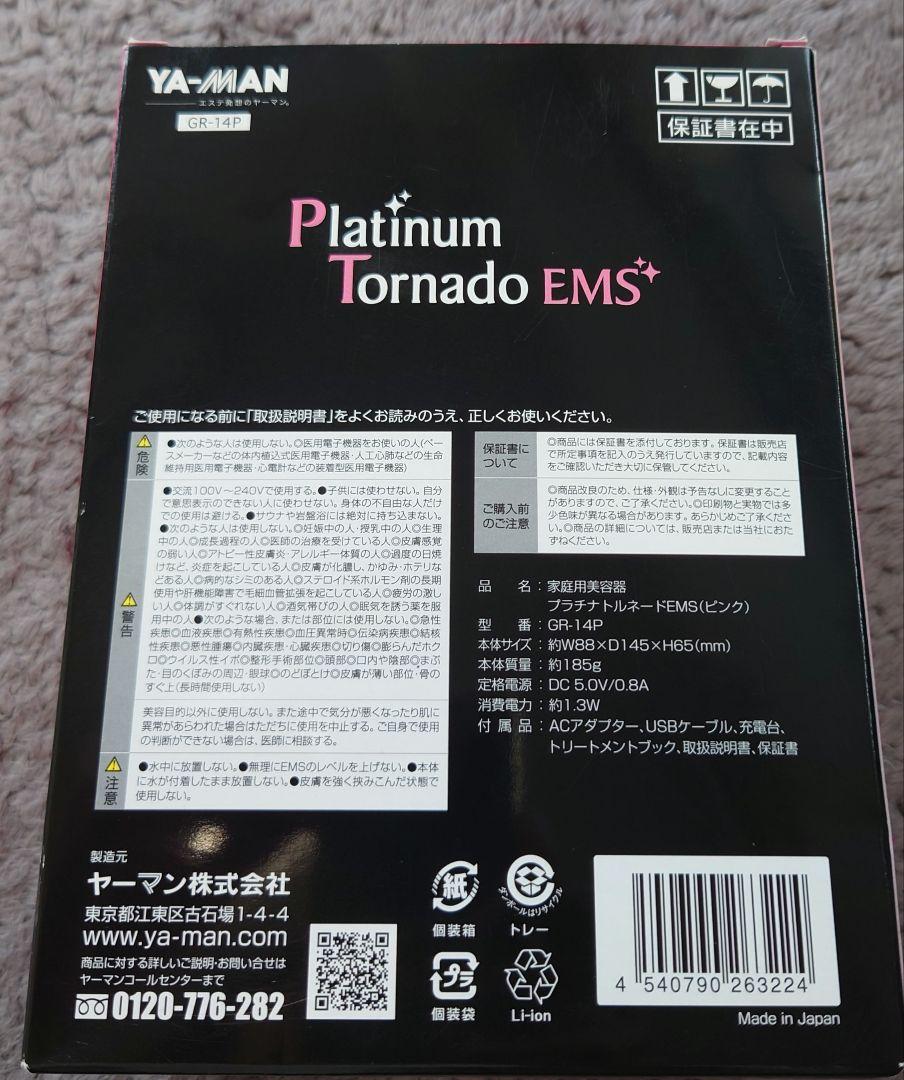 YA-MAN
エステ発想のヤーマン。
GR-14P
保証書在中
Platinum
Tornado EMS
ご使用になる前に「取扱説明書」をよくお読みのうえ、正しくお使いください。
危険
●次のような人は使用しない。◎医用電子機器をお使いの人(ペー
スメーカーなどの体内植込式医用電子機器・人工心肺などの生命
維持用医用電子機器・心電計などの装着型医用電子機器)
警告
●交流100V～240Vで使用する。●子供には使わせない。自分
で意思表示のできない人に使わせない。身体の不自由な人だけ
での使用は避ける。●サウナや岩盤浴には絶対に持ち込まない。
●次のような人は使用しない。◎妊娠中の人・授乳中の人◎生理
中の人◎成長過程の人◎医師の治療を受けている人◎皮膚感覚
の弱い人◎アトピー性皮膚炎・アレルギー体質の人◎過度の日焼
けなど、炎症を起こしている人◎皮膚が化膿し、かゆみ・ホテリな
どある人◎病的なシミのある人◎ステロイド系ホルモン剤の長期
使用や肝機能障害で毛細血管拡張を起こしている人◎疲労の激し
い人◎体調がすぐれない人◎酒気帯びの人◎眠気を誘う薬を服
用中の人●次のような場合、または部位には使用しない。◎急性
疾患◎血液疾患◎有熱性疾患◎血圧異常時◎伝染病疾患◎結核
性疾患◎悪性腫瘍◎内臓疾患・心臓疾患◎切り傷◎膨らんだホク
ロ◎ウイルス性イボ◎整形手術部位◎頭部◎口内や陰部◎まぶ
た・目のくぼみの周辺・眼球◎のどぼとけ◎皮膚が薄い部位・骨の
すぐ上(長時間使用しない)
美容目的以外に使用しない。また途中で気分が悪くなったり肌に
異常があらわれた場合はただちに使用を中止する。ご自身で使用
の判断ができない場合は、医師に相談する。
注意
●水中に放置しない。●無理にEMSのレベルを上げない。●本体
に水が付着したまま放置しない。●皮膚を強く挟みこんだ状態で
使用しない。
保証書に
ついて
◎商品には保証書を添付しております。保証書は販売店
で所定事項を記入のうえ発行していますので、記載内容
をご確認いただき大切に保管してください。
ご購入前
のご注意
◎商品改良のため、仕様・外観は予告なしに変更すること
がありますので、ご了承ください。◎印刷物と実物では多
少色味が異なる場合があります。あらかじめご了承くださ
い。◎商品の詳細については、販売店または当社におた
ずねください。
品　名：家庭用美容器
プラチナトルネードEMS(ピンク)
型　番：GR-14P
本体サイズ：約W88×D145×H65(mm)
本体質量：約185g
定格電源：DC 5.0V/0.8A
消費電力：約1.3W
付属品：ACアダプター、USBケーブル、充電台、
トリートメントブック、取扱説明書、保証書
製造元
ヤーマン株式会社
東京都江東区古石場1-4-4
www.ya-man.com
商品に対する詳しいご説明・お問い合せは
ヤーマンコールセンターまで
0120-776-282
紙
個装箱
ダンボールはリサイクル
トレー
プラ
個装袋
Li-ion
4 540790 263224
Made in Japan